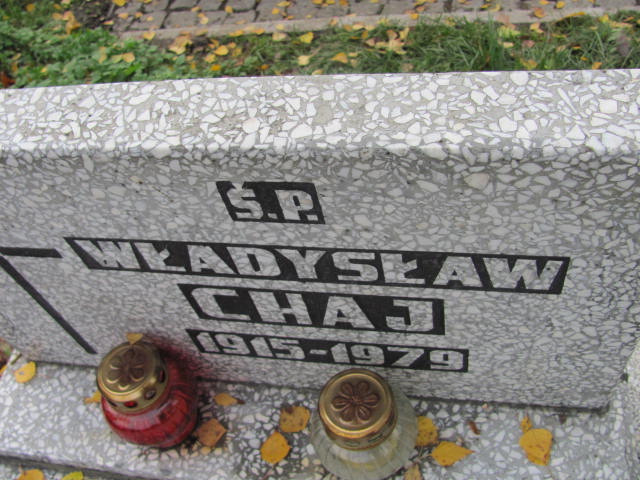 Ś.P.
WŁADYSŁAW
CHAJ
1915-1979